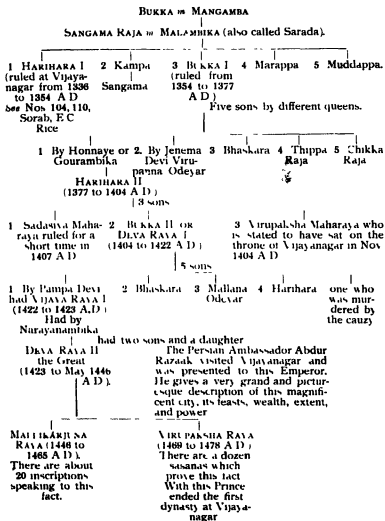 BUKKA m MANGAMBA
SANGAMA RAJA m MALAMBIKA (also called Sarada).
1 HARIHARA I 2 Kampa 3 BUKKA I 4 Marappa 5 Muddappa.
(ruled at Vijaya- (ruled from
nagar from 1336 Sangama 1354 to 1377
to 1354 A D A D)
See Nos 104, 110, Five sons by different queens.
Sorab, E C
Rice
1 By Honnaye or 2. By Jenema 3 Bhaskara 4 Thippa 5 Chikka
Gourambika Devi Viru- Raja Raja
HARIHARA II panna Odeyar
(1377 to 1404 A D)
3 sons
1 Sadasiva Maha- 2 BUKKA II OR 3 Virupaksha Maharaya who
raya ruled for a DEVA RAYA I is stated to have sat on the
short time in (1404 to 1422 A D) throne of Vijayanagar in Nov
1407 A D 1404 A D
5 sons
1 By Pampa Devi 2 Bhaskara 3 Mallana 4 Harihara one who
had VIJAYA RAYA I Odeyar was mur-
(1422 to 1423 A.D) dered by
Had by the cauzy
Narayanambika had two sons and a daughter
DEVA RAYA II The Persian Ambassador Abdur
the Great Razaak visited Vijayanagar and
(1423 to May 1446 was presented to this Emperor.
A D). He gives a very grand and pictur-
esque description of this magnifi-
cent city, its feasts, wealth, extent,
and power
MALLIKARJUNA VIRUPAKSHA RAYA
RAYA (1446 to (1469 to 1478 A D)
1465 A D). There are a dozen
There are about sasanas which
20 inscriptions prove this fact
speaking to this With this Prince
fact. ended the first
dynasty at Vijaya-
nagar